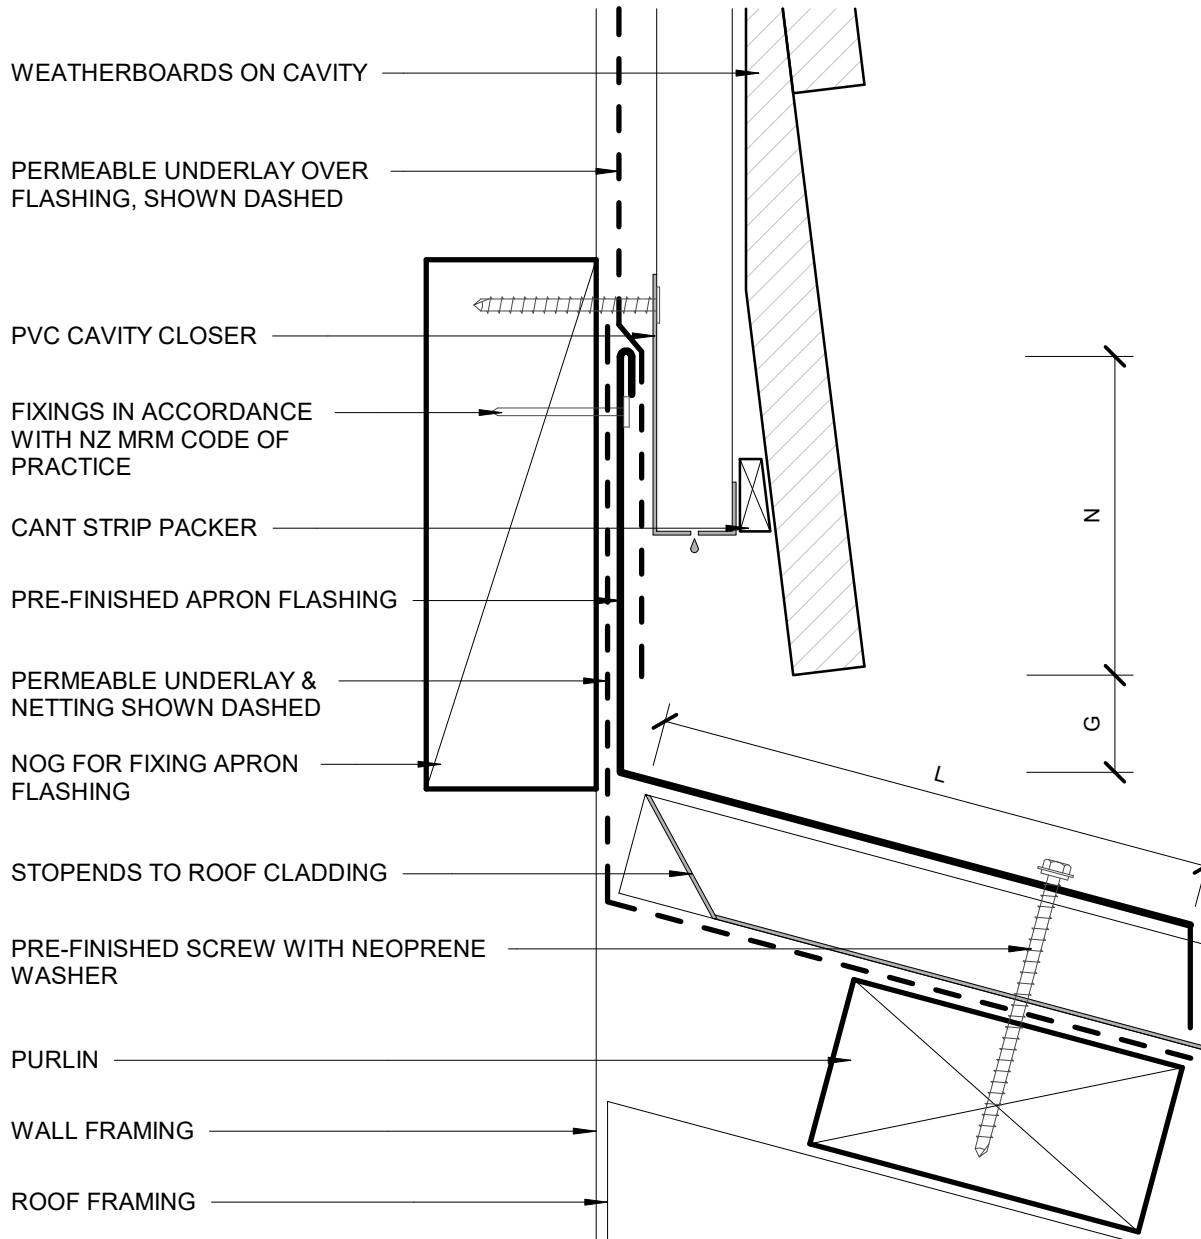 WEATHERBOARDS ON CAVITY
PERMEABLE UNDERLAY OVER
FLASHING, SHOWN DASHED
PVC CAVITY CLOSER
FIXINGS IN ACCORDANCE
WITH NZ MRM CODE OF
PRACTICE
CANT STRIP PACKER
PRE-FINISHED APRON FLASHING
PERMEABLE UNDERLAY &
NETTING SHOWN DASHED
NOG FOR FIXING APRON
FLASHING
STOPENDS TO ROOF CLADDING
PRE-FINISHED SCREW WITH NEOPRENE
WASHER
PURLIN
WALL FRAMING
ROOF FRAMING
N
G
L